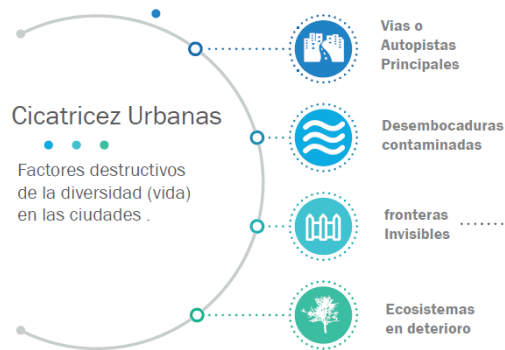 Cicatricez Urbanas
Factores destructivos
de la diversidad (vida)
en las ciudades .
Vias o
Autopistas
Principales
Desembocaduras
contaminadas
fronteras
Invisibles
Ecosistemas
en deterioro